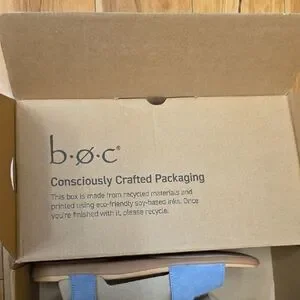 b·ø·c®
Consciously Crafted Packaging
This box is made from recycled materials and
printed using eco-friendly soy-based inks. Once
you're finished with it, please recycle.